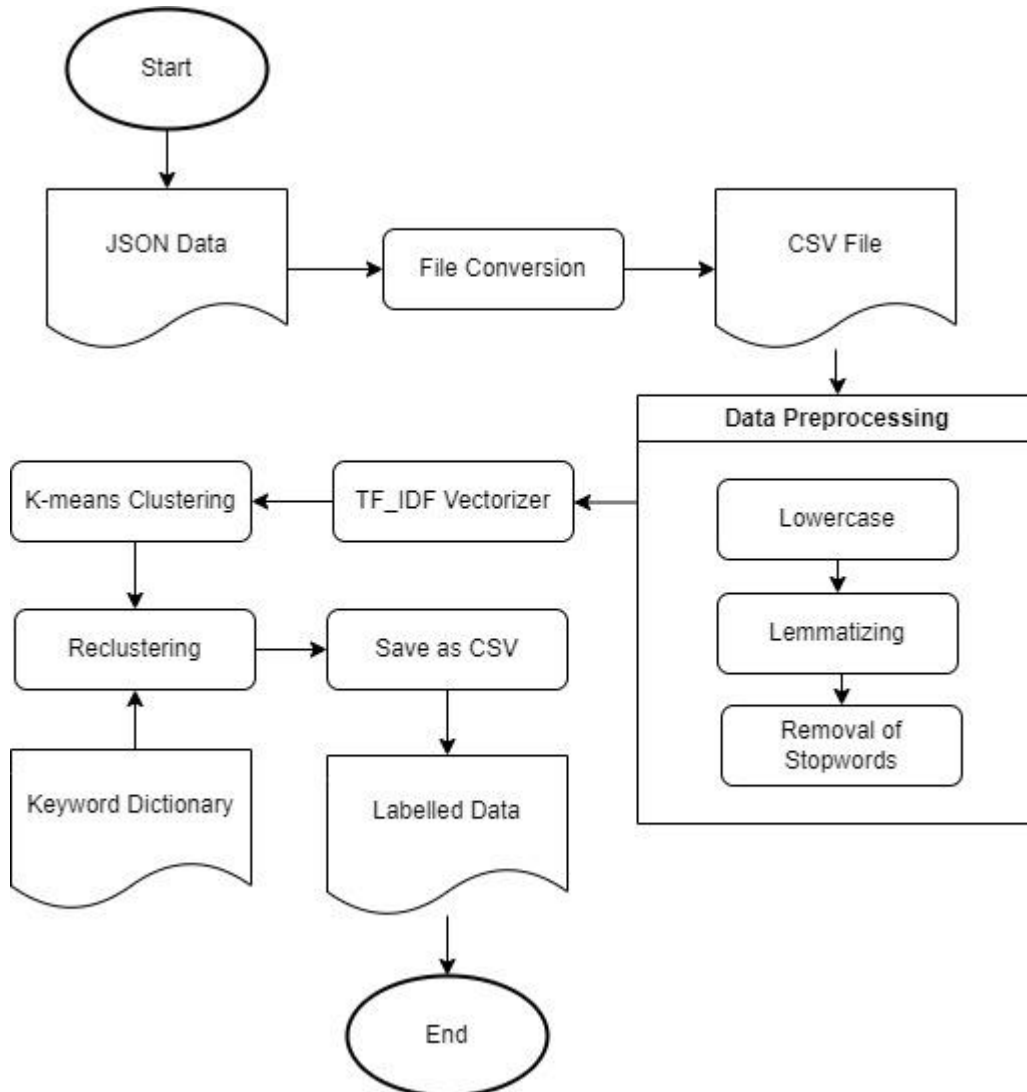 Start
JSON Data
File Conversion
CSV File
Data Preprocessing
Lowercase
Lemmatizing
Removal of
Stopwords
TF_IDF Vectorizer
K-means Clustering
Reclustering
Keyword Dictionary
Save as CSV
Labelled Data
End